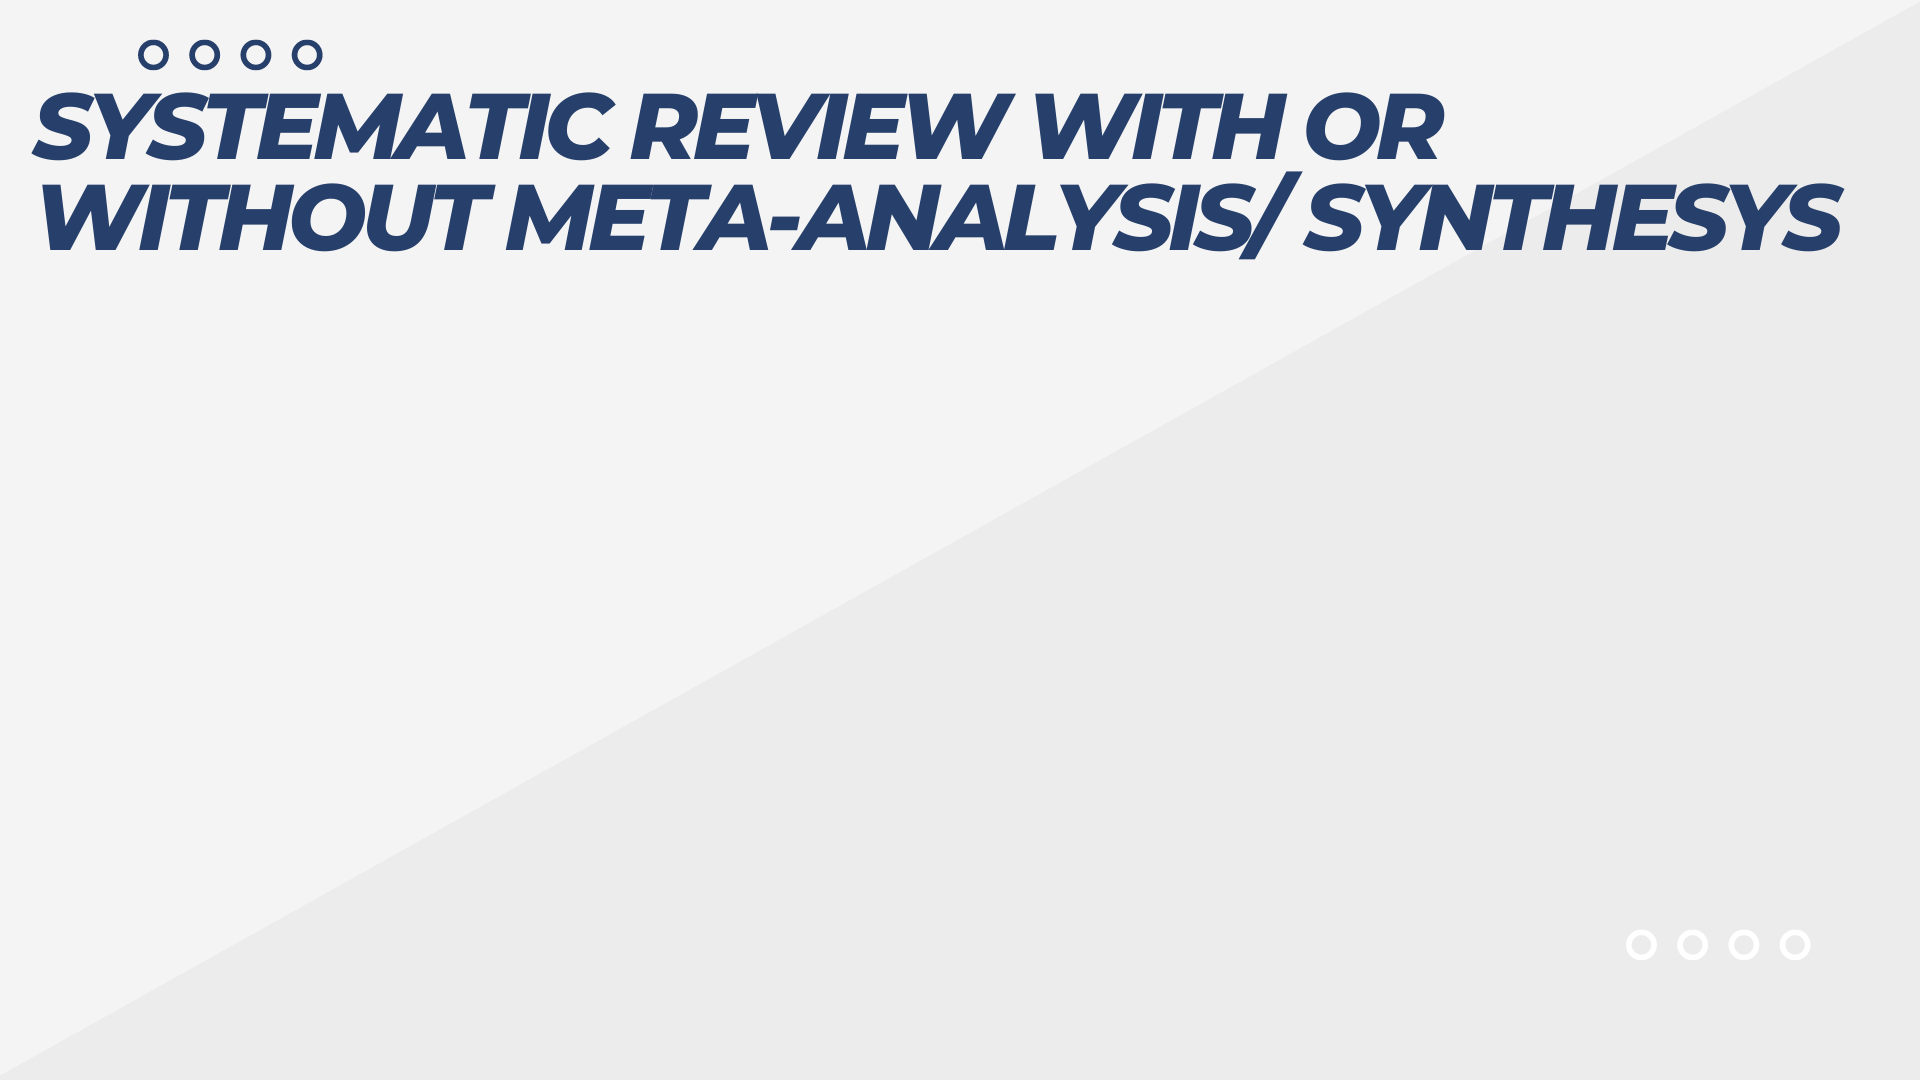 SYSTEMATIC REVIEW WITH OR
WITHOUT META-ANALYSIS/ SYNTHESYS